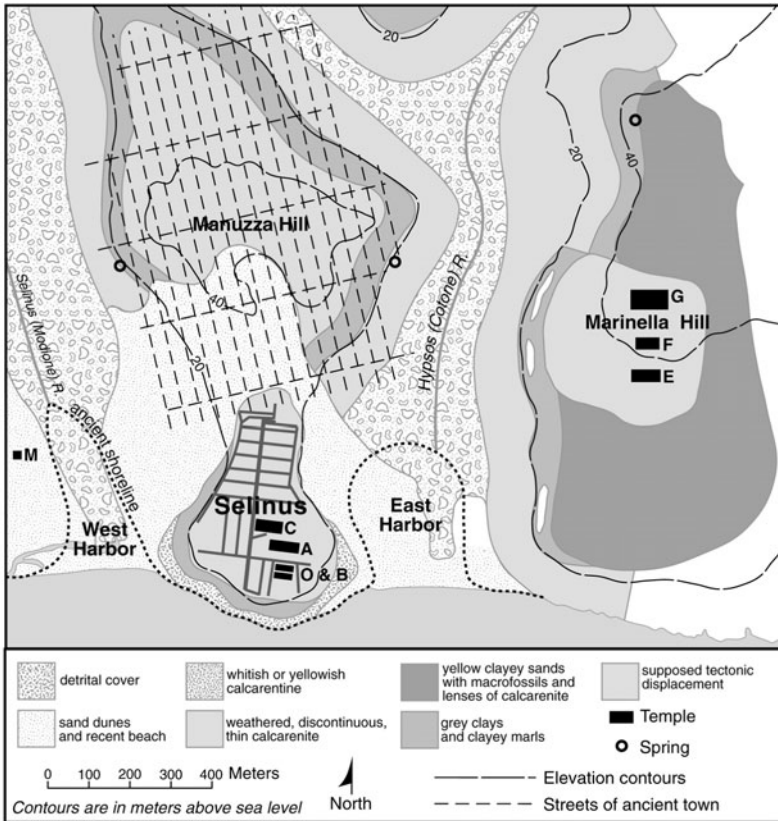 20
20
40
Manuzza Hill
40
20
Selinus (Modione) R.
Hypsos (Cotone) R.
G
Marinella Hill
F
E
ancient shoreline
M
West
Harbor
Selinus
East
Harbor
C
A
O & B
detrital cover
whitish or yellowish
calcarentine
yellow clayey sands
with macrofossils and
lenses of calcarenite
supposed tectonic
displacement
sand dunes
and recent beach
weathered, discontinuous,
thin calcarenite
grey clays
and clayey marls
Temple
Spring
0 100 200 300 400 Meters
Contours are in meters above sea level
North
Elevation contours
Streets of ancient town